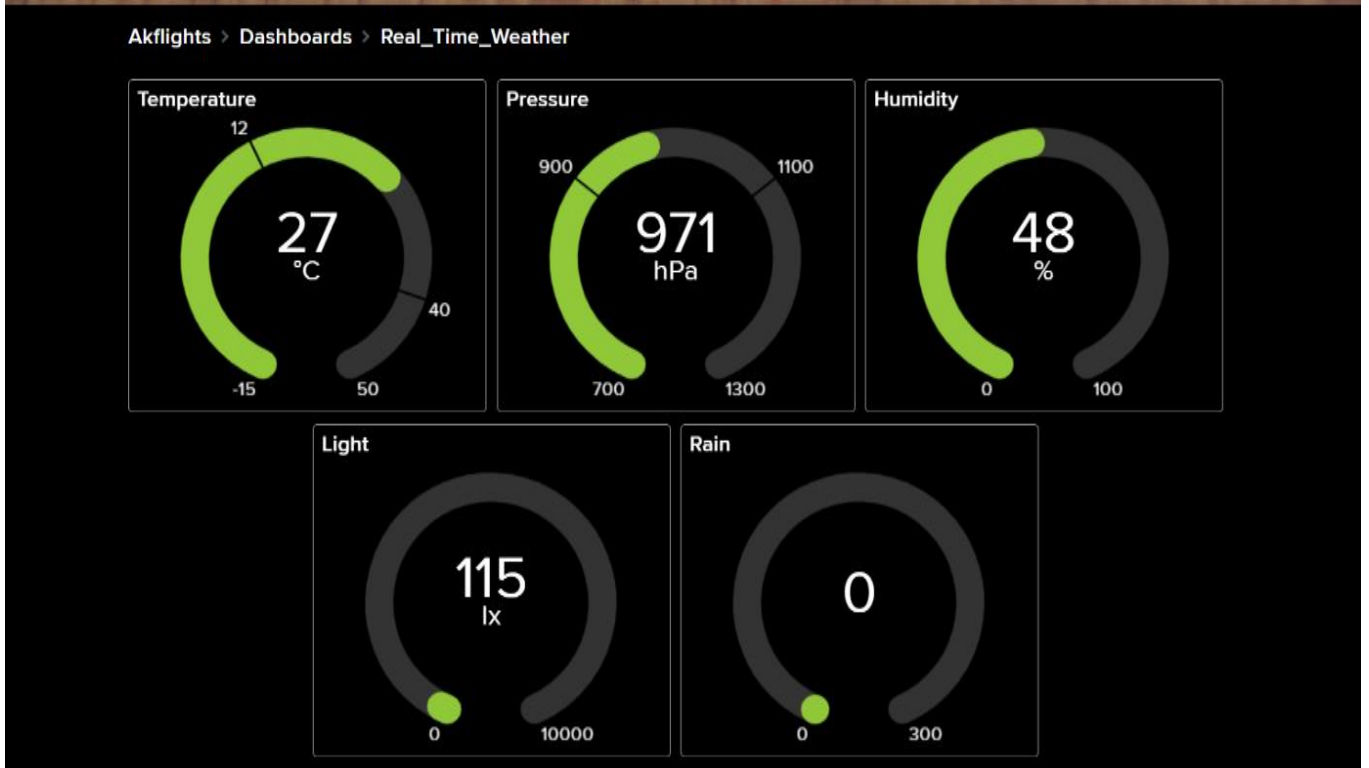 Akflights > Dashboards > Real_Time_Weather
Temperature
12
27
°C
40
-15
50
Pressure
900
1100
971
hPa
700
1300
Humidity
48
%
0
100
Light
115
lx
0
10000
Rain
0
0
300